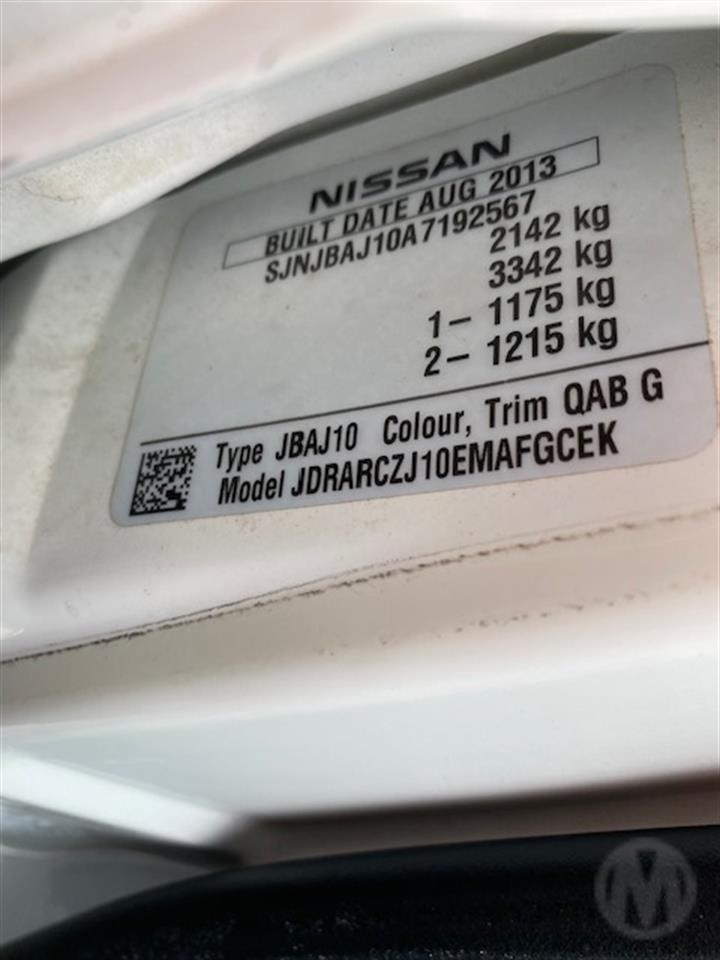 NISSAN
BUILT DATE AUG 2013
SJNJBAJ10A7192567
2142 kg
3342 kg
1– 1175 kg
2– 1215 kg
Type JBAJ10 Colour, Trim QAB G
Model JDRARCZJ10EMAFGCEK
M